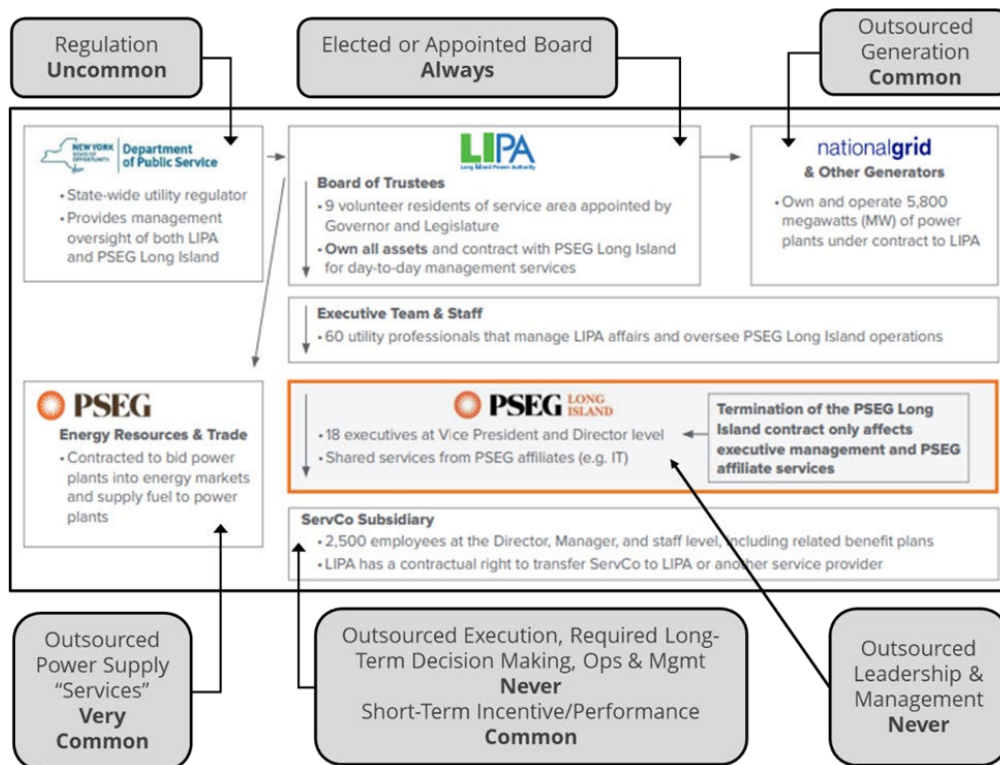 Regulation
Uncommon
Elected or Appointed Board
Always
Outsourced
Generation
Common
NEW YORK
STATE OF
OPPORTUNITY
Department
of Public Service
• State-wide utility regulator
• Provides management
oversight of both LIPA
and PSEG Long Island
LIPA
Long Island Power Authority
Board of Trustees
• 9 volunteer residents of service area appointed by
Governor and Legislature
• Own all assets and contract with PSEG Long Island
for day-to-day management services
nationalgrid
& Other Generators
• Own and operate 5,800
megawatts (MW) of power
plants under contract to LIPA
Executive Team & Staff
• 60 utility professionals that manage LIPA affairs and oversee PSEG Long Island operations
PSEG
Energy Resources & Trade
• Contracted to bid power
plants into energy markets
and supply fuel to power
plants
PSEG LONG
ISLAND
• 18 executives at Vice President and Director level
• Shared services from PSEG affiliates (e.g. IT)
Termination of the PSEG Long
Island contract only affects
executive management and PSEG
affiliate services
ServCo Subsidiary
• 2,500 employees at the Director, Manager, and staff level, including related benefit plans
• LIPA has a contractual right to transfer ServCo to LIPA or another service provider
Outsourced
Power Supply
“Services”
Very
Common
Outsourced Execution, Required Long-
Term Decision Making, Ops & Mgmt
Never
Short-Term Incentive/Performance
Common
Outsourced
Leadership &
Management
Never